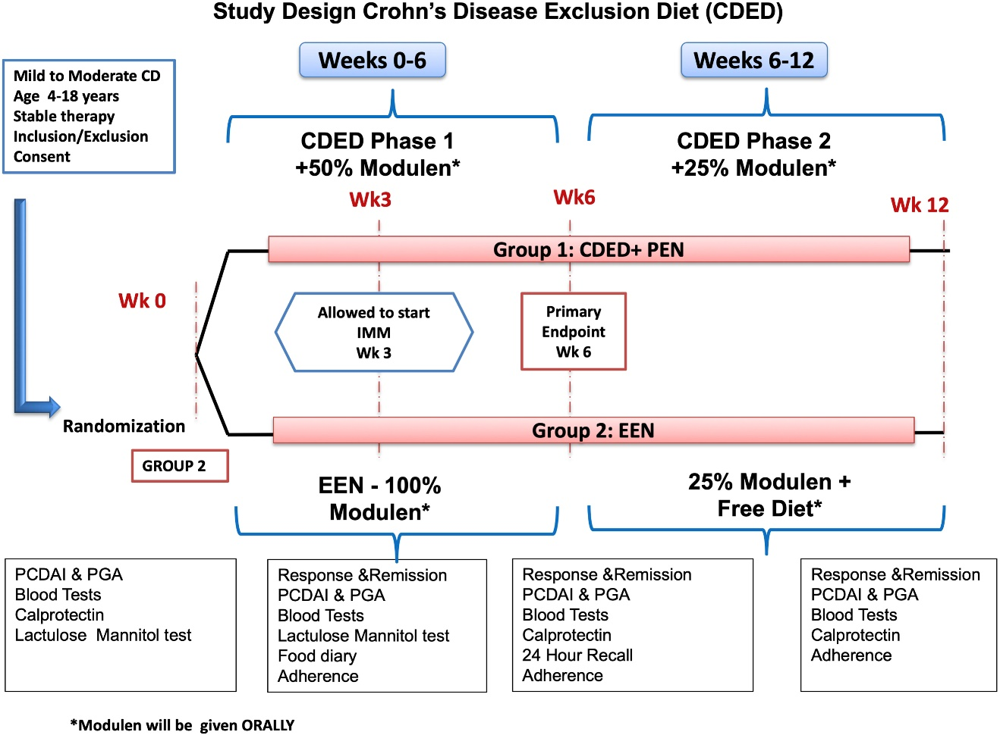 Study Design Crohn's Disease Exclusion Diet (CDED)
Weeks 0-6
Weeks 6-12
Mild to Moderate CD
Age 4-18 years
Stable therapy
Inclusion/Exclusion
Consent
CDED Phase 1
+50% Modulen*
CDED Phase 2
+25% Modulen*
Wk3
Wk6
Wk 12
Group 1: CDED+ PEN
Wk 0
Allowed to start
IMM
Wk 3
Primary
Endpoint
Wk 6
Randomization
Group 2: EEN
GROUP 2
EEN - 100%
Modulen*
25% Modulen +
Free Diet*
PCDAI & PGA
Blood Tests
Calprotectin
Lactulose Mannitol test
Response &Remission
PCDAI & PGA
Blood Tests
Lactulose Mannitol test
Food diary
Adherence
Response &Remission
PCDAI & PGA
Blood Tests
Calprotectin
24 Hour Recall
Adherence
Response &Remission
PCDAI & PGA
Blood Tests
Calprotectin
Adherence
*Modulen will be given ORALLY